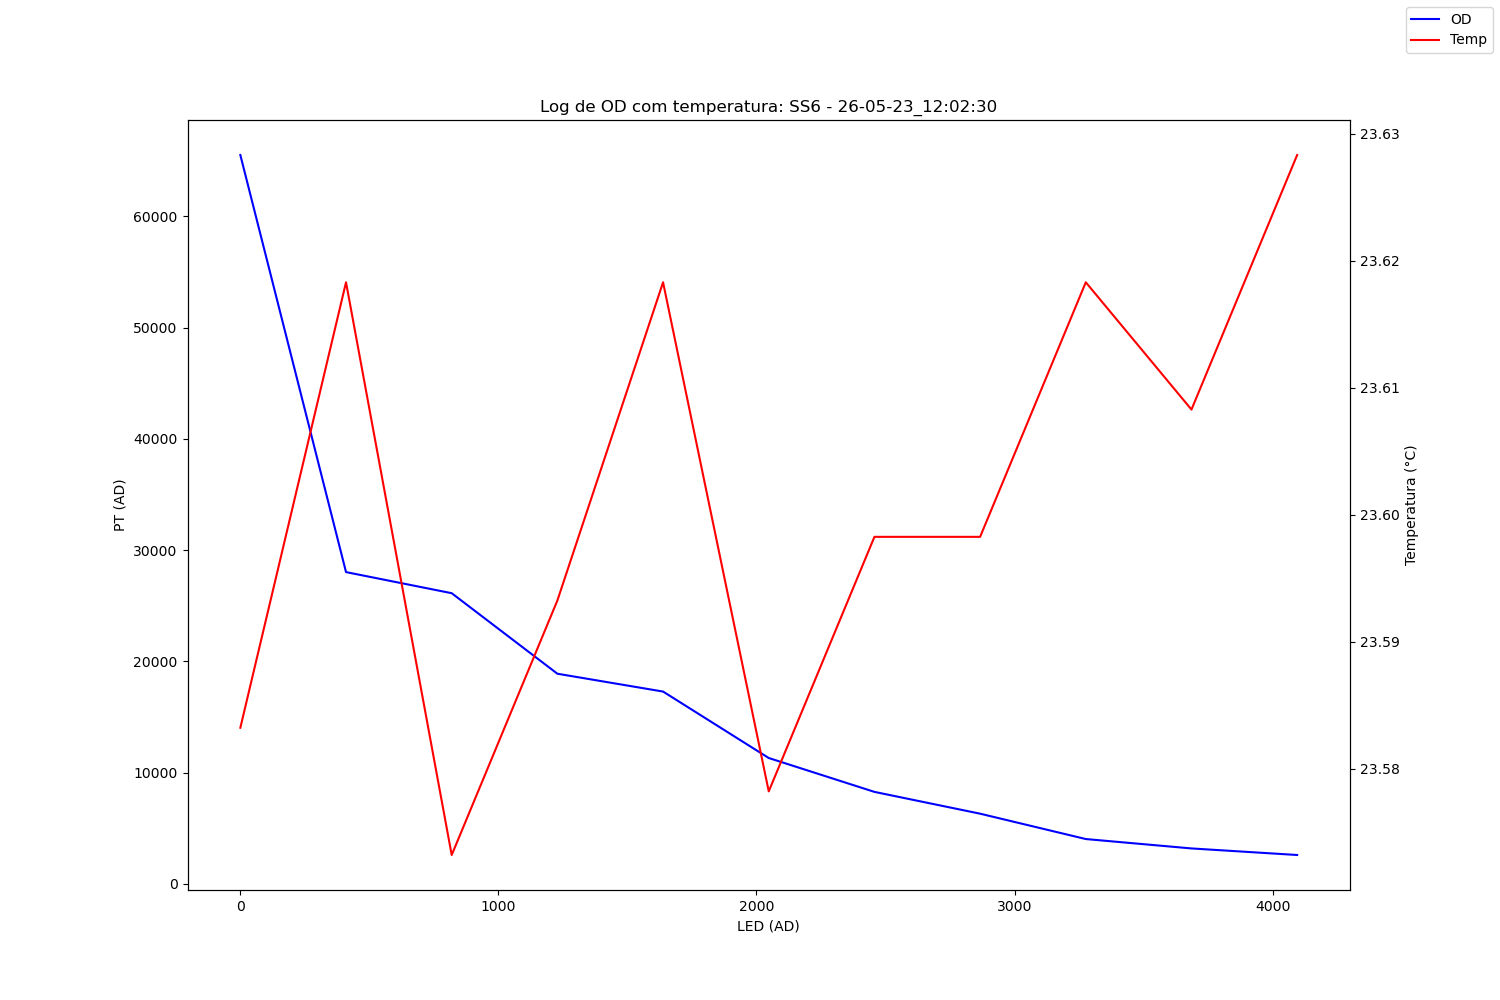 OD
Temp
Log de OD com temperatura: SS6 - 26-05-23_12:02:30
PT (AD)
60000
50000
40000
30000
20000
10000
0
23.63
23.62
23.61
23.60
23.59
23.58
Temperatura (°C)
0 1000 2000 3000 4000
LED (AD)